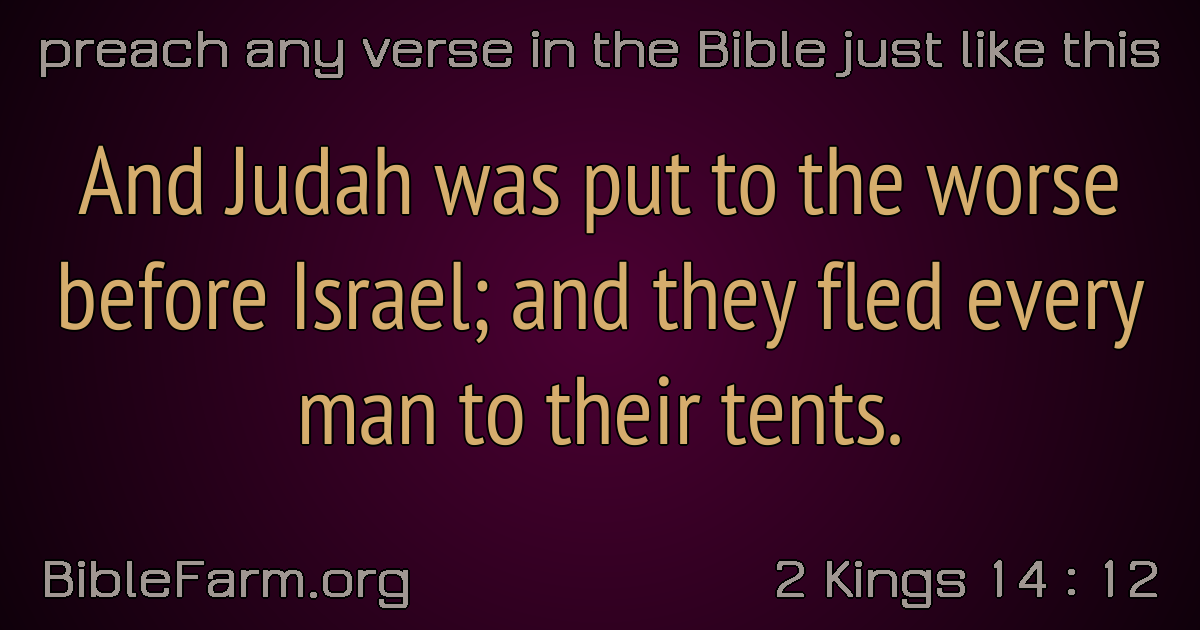 preach any verse in the Bible just like this
And Judah was put to the worse
before Israel; and they fled every
man to their tents.
BibleFarm.org
2 Kings 14 : 12